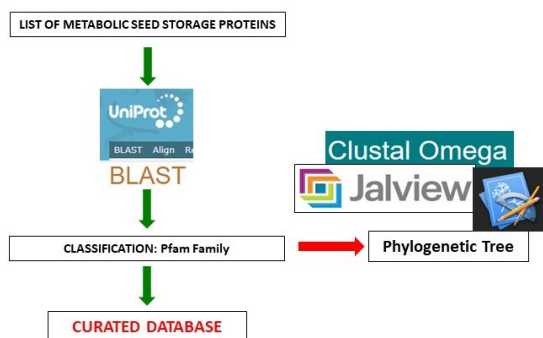 LIST OF METABOLIC SEED STORAGE PROTEINS
UniProt
BLAST Align
BLAST
Clustal Omega
Jalview
CLASSIFICATION: Pfam Family
Phylogenetic Tree
CURATED DATABASE